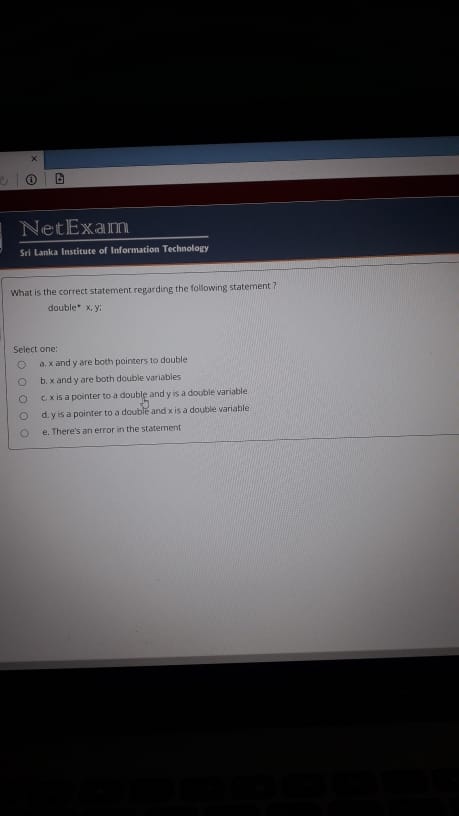 NetExam
Sri Lanka Institute of Information Technology
What is the correct statement regarding the following statement ?
double* x, y;
Select one:
a. x and y are both pointers to double
b. x and y are both double variables
c. x is a pointer to a double and y is a double variable
d. y is a pointer to a double and x is a double variable
e. There's an error in the statement